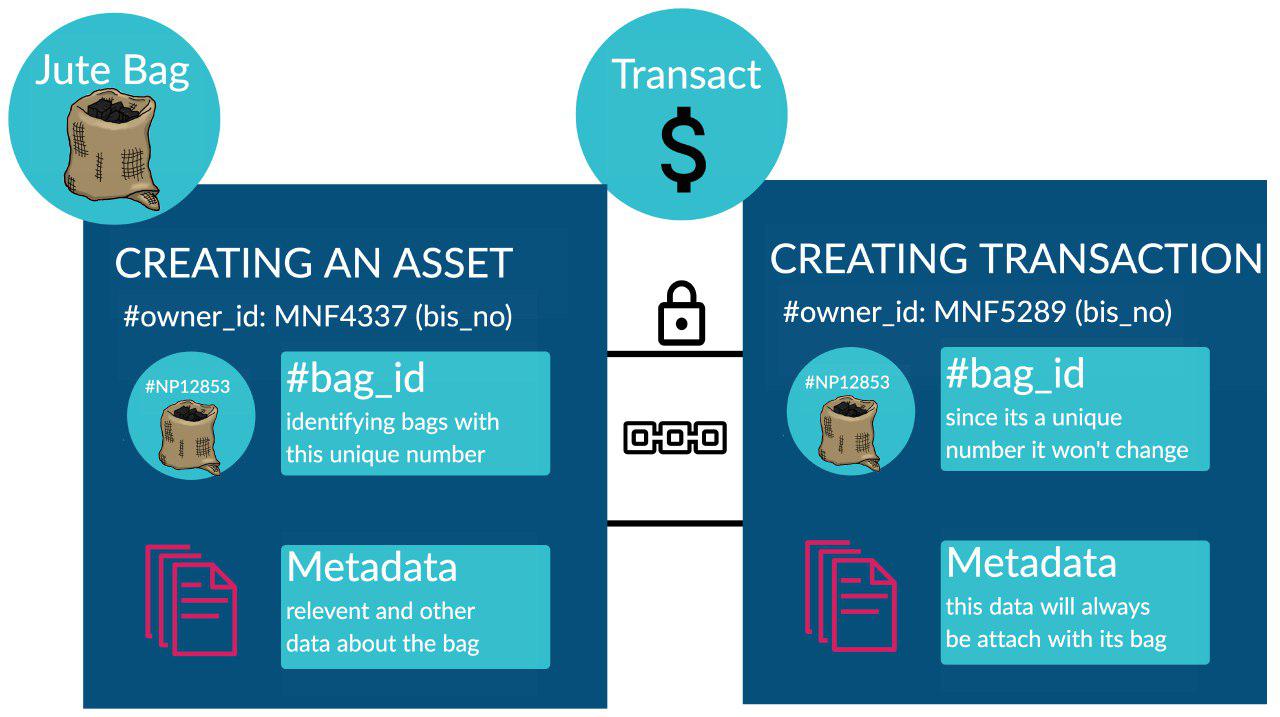 Jute Bag
Transact
$
CREATING AN ASSET
#owner_id: MNF4337 (bis_no)
#NP12853
#bag_id
identifying bags with
this unique number
Metadata
relevent and other
data about the bag
CREATING TRANSACTION
#owner_id: MNF5289 (bis_no)
#NP12853
#bag_id
since its a unique
number it won't change
Metadata
this data will always
be attach with its bag